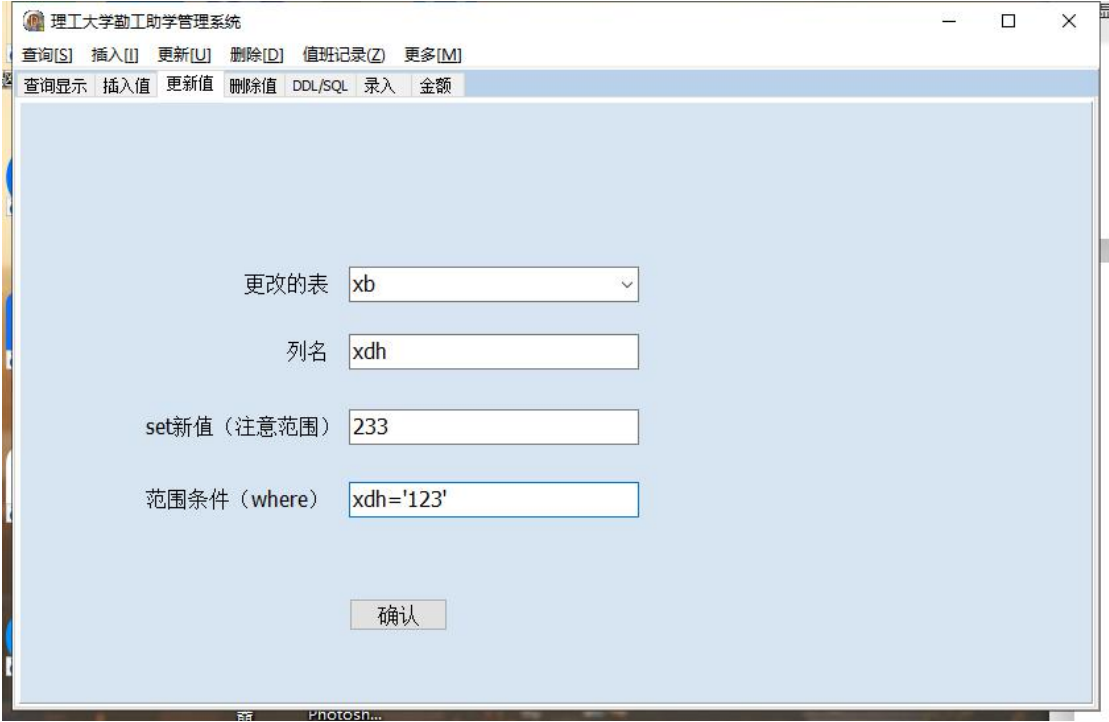 理工大学勤工助学管理系统
查询[S] 插入[I] 更新[U] 删除[D] 值班记录(Z) 更多[M]
查询显示 插入值 更新值 删除值 DDL/SQL 录入 金额
更改的表 xb
列名 xdh
set新值（注意范围） 233
范围条件（where） xdh='123'
确认
Photosh...